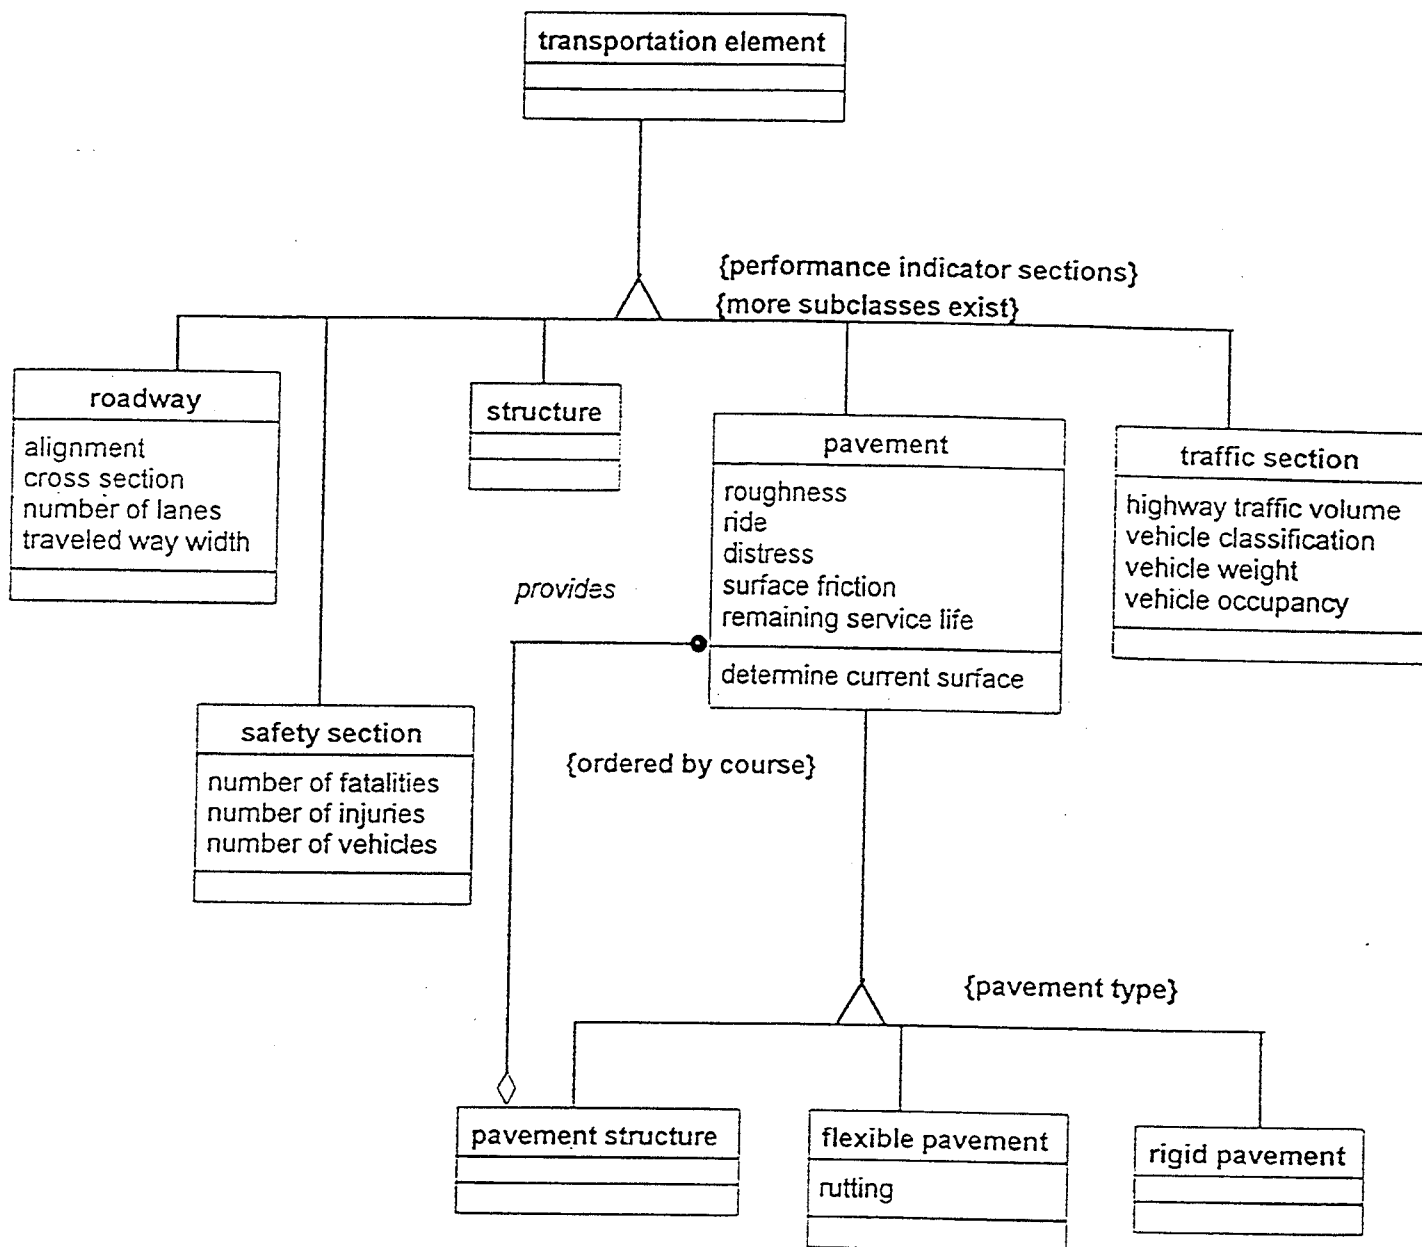 transportation element
{performance indicator sections}
{more subclasses exist}
roadway
alignment
cross section
number of lanes
traveled way width
structure
pavement
roughness
ride
distress
surface friction
remaining service life
determine current surface
traffic section
highway traffic volume
vehicle classification
vehicle weight
vehicle occupancy
provides
safety section
number of fatalities
number of injuries
number of vehicles
{ordered by course}
{pavement type}
pavement structure
flexible pavement
rutting
rigid pavement